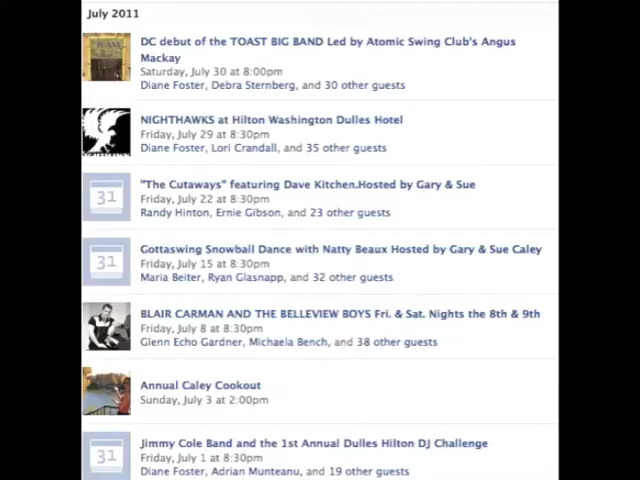 July 2011
DC debut of the TOAST BIG BAND Led by Atomic Swing Club's Angus
Mackay
Saturday, July 30 at 8:00pm
Diane Foster, Debra Sternberg, and 30 other guests
NIGHTHAWKS at Hilton Washington Dulles Hotel
Friday, July 29 at 8:30pm
Diane Foster, Lori Crandall, and 35 other guests
31
"The Cutaways" featuring Dave Kitchen.Hosted by Gary & Sue
Friday, July 22 at 8:30pm
Randy Hinton, Ernie Gibson, and 23 other guests
31
Gottaswing Snowball Dance with Natty Beaux Hosted by Gary & Sue Caley
Friday, July 15 at 8:30pm
Maria Beiter, Ryan Glasnapp, and 32 other guests
BLAIR CARMAN AND THE BELLEVIEW BOYS Fri. & Sat. Nights the 8th & 9th
Friday, July 8 at 8:30pm
Glenn Echo Gardner, Michaela Bench, and 38 other guests
Annual Caley Cookout
Sunday, July 3 at 2:00pm
31
Jimmy Cole Band and the 1st Annual Dulles Hilton DJ Challenge
Friday, July 1 at 8:30pm
Diane Foster, Adrian Munteanu, and 19 other guests